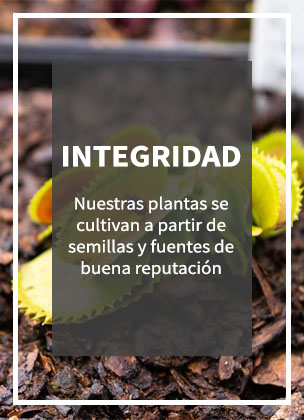 INTEGRIDAD
Nuestras plantas se
cultivan a partir de
semillas y fuentes de
buena reputación